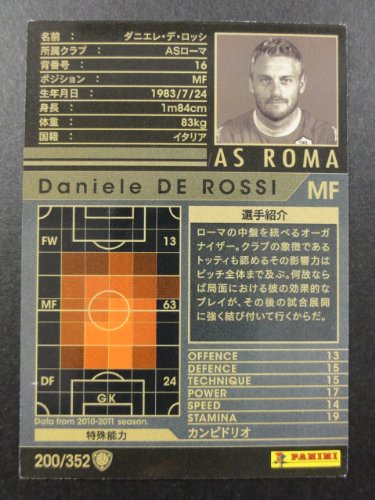 名前 : ダニエレ・デ・ロッシ
所属クラブ : ASローマ
背番号 : 16
ポジション : MF
生年月日 : 1983/7/24
身長 : 1m84cm
体重 : 83kg
国籍 : イタリア
AS ROMA
Daniele DE ROSSI MF
FW 13
MF 63
DF 24
GK
Data from 2010-2011 season.
特殊能力
選手紹介
ローマの中盤を統べるオーガ
ナイザー。クラブの象徴である
トッティも認めるその影響力は
ピッチ全体まで及ぶ。何故なら
ば局面における彼の効果的な
プレイが、その後の試合展開
に強く結び付いて行くからだ。
OFFENCE 13
DEFENCE 15
TECHNIQUE 15
POWER 17
SPEED 14
STAMINA 19
カンピドリオ
200/352
PANINI